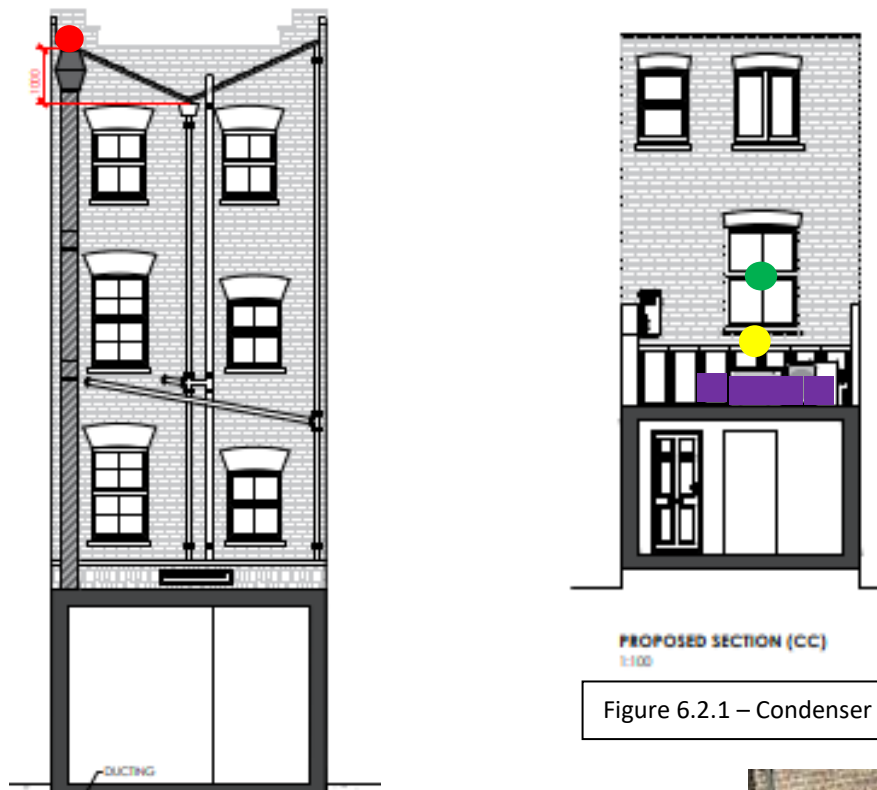 1000
DUCTING
PROPOSED SECTION (CC)
1:100
Figure 6.2.1 – Condenser